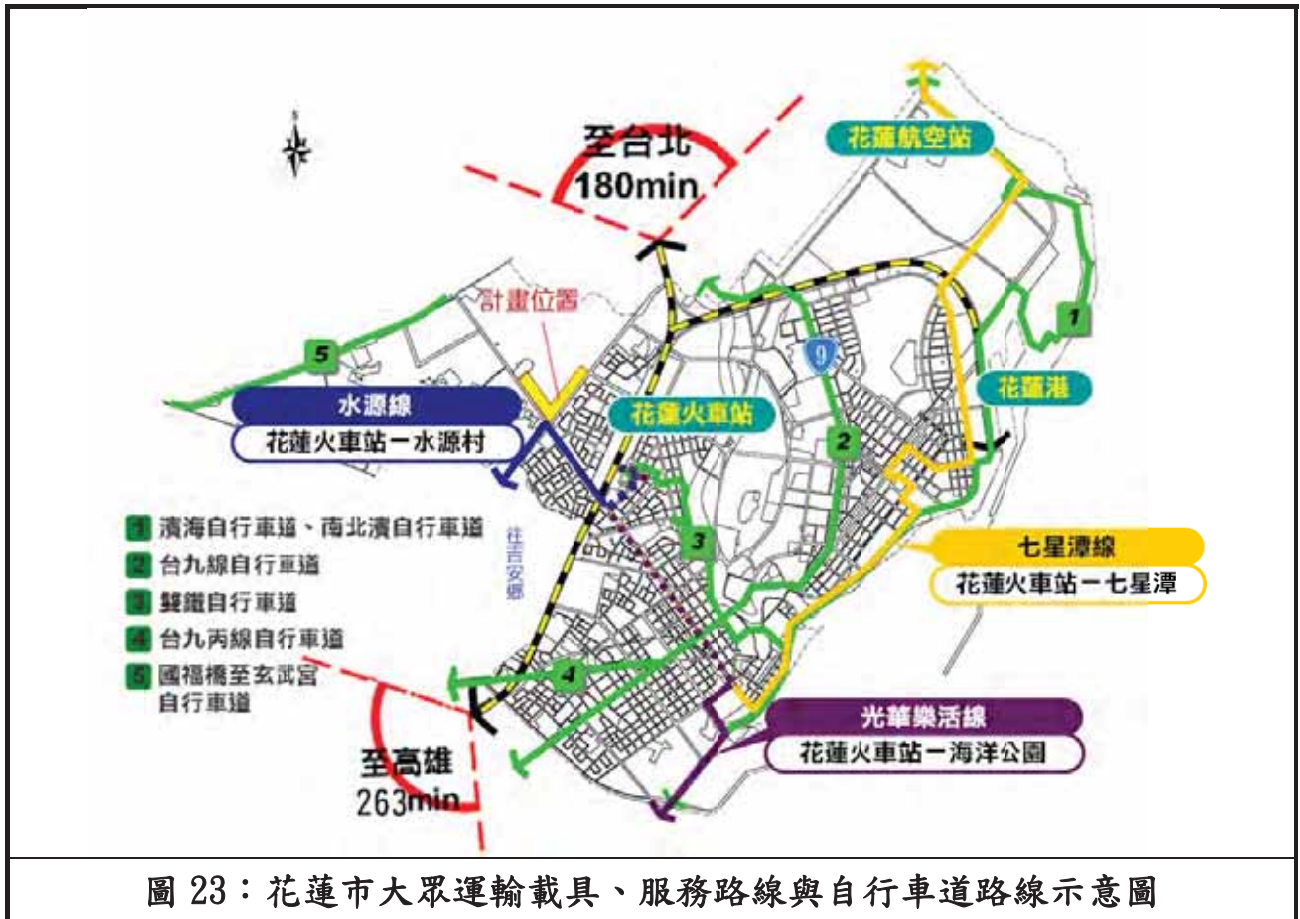 N
至台北
180min
花蓮航空站
計畫位置
1
5
9
花蓮港
水源線
花蓮火車站
花蓮火車站－水源村
2
1 濱海自行車道、南北濱自行車道
2 台九線自行車道
3 雙鐵自行車道
4 台九丙線自行車道
5 國福橋至玄武宮
自行車道
往吉安鄉
3
七星潭線
花蓮火車站－七星潭
4
光華樂活線
花蓮火車站－海洋公園
至高雄
263min
圖 23：花蓮市大眾運輸載具、服務路線與自行車道路線示意圖